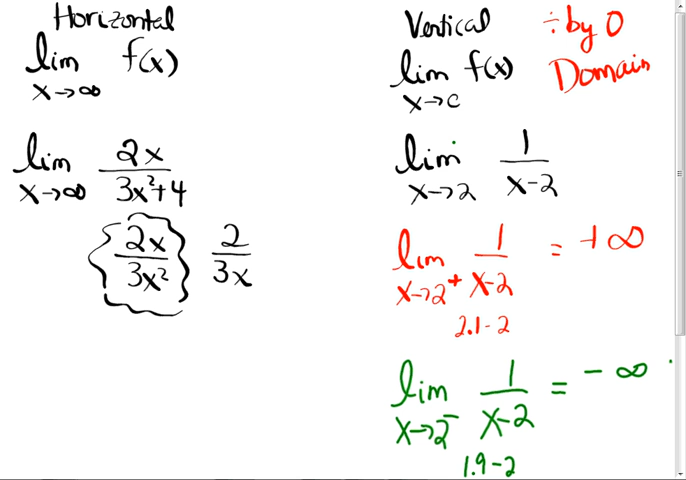 Horizontal
lim f(x)
x→∞
lim 2x
x→∞ 3x²+4
2x 2
3x² 3x
Vertical ÷ by 0
lim f(x) Domain
x→c
lim 1
x→2 x-2
lim 1 = +∞
x→2⁺ x-2
2.1-2
lim 1 = -∞
x→2⁻ x-2
1.9-2